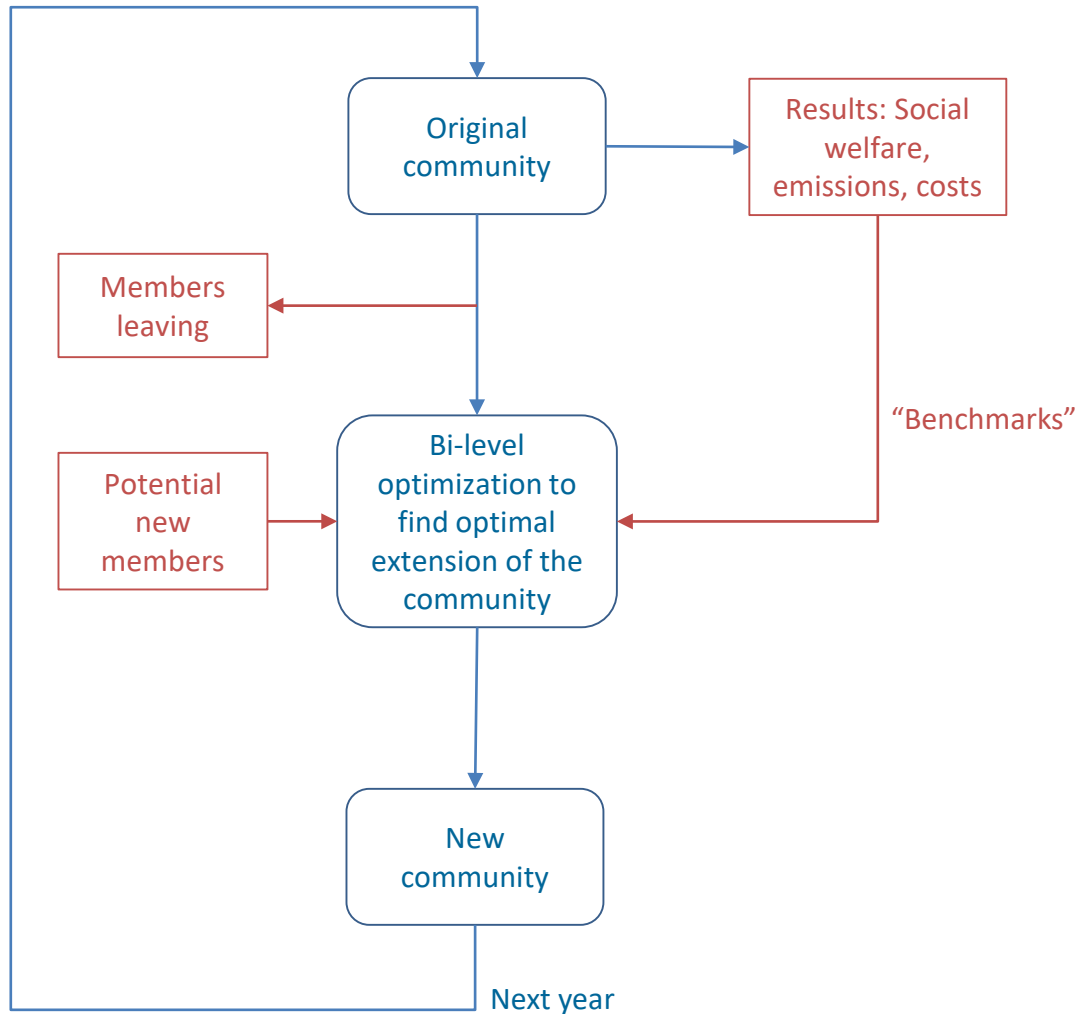 Original
community
Results: Social
welfare,
emissions, costs
Members
leaving
“Benchmarks”
Potential
new
members
Bi-level
optimization to
find optimal
extension of the
community
New
community
Next year